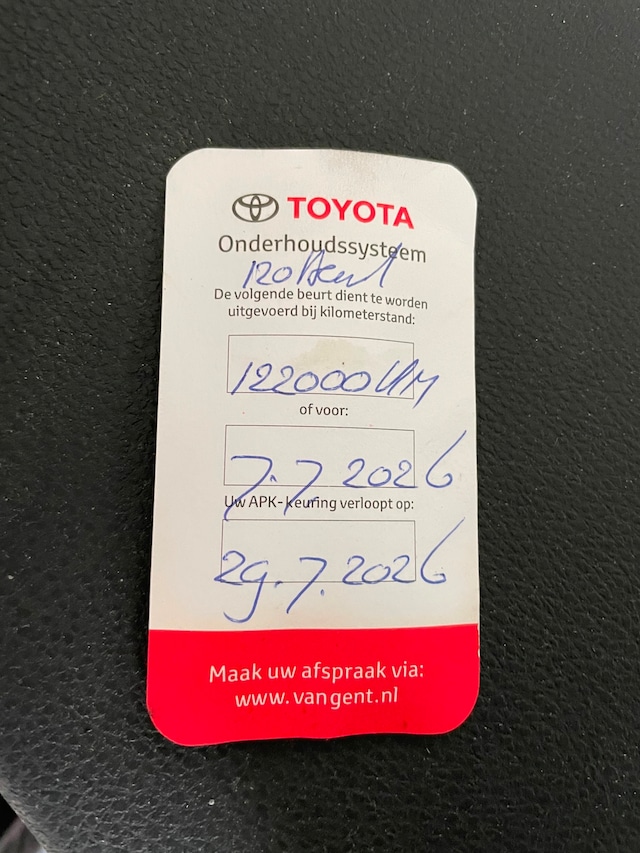 TOYOTA
Onderhoudssysteem
De volgende beurt dient te worden
uitgevoerd bij kilometerstand:
122000 KM
of voor:
7.7 2026
Uw APK-keuring verloopt op:
29.7.2026
Maak uw afspraak via:
www.vangent.nl